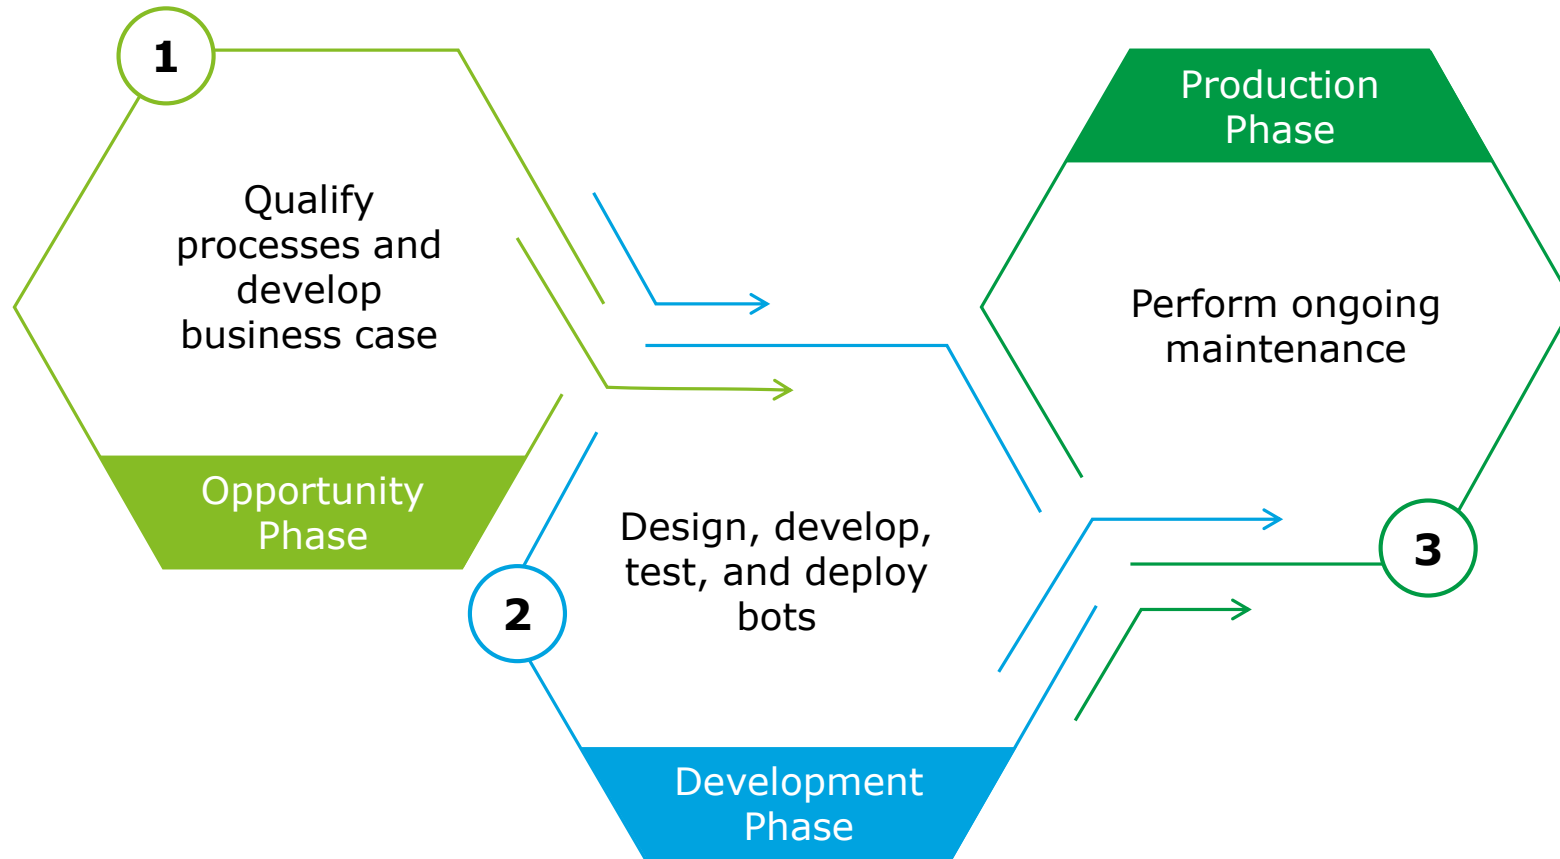 1
Qualify
processes and
develop
business case
Opportunity
Phase
2
Design, develop,
test, and deploy
bots
Development
Phase
Production
Phase
Perform ongoing
maintenance
3